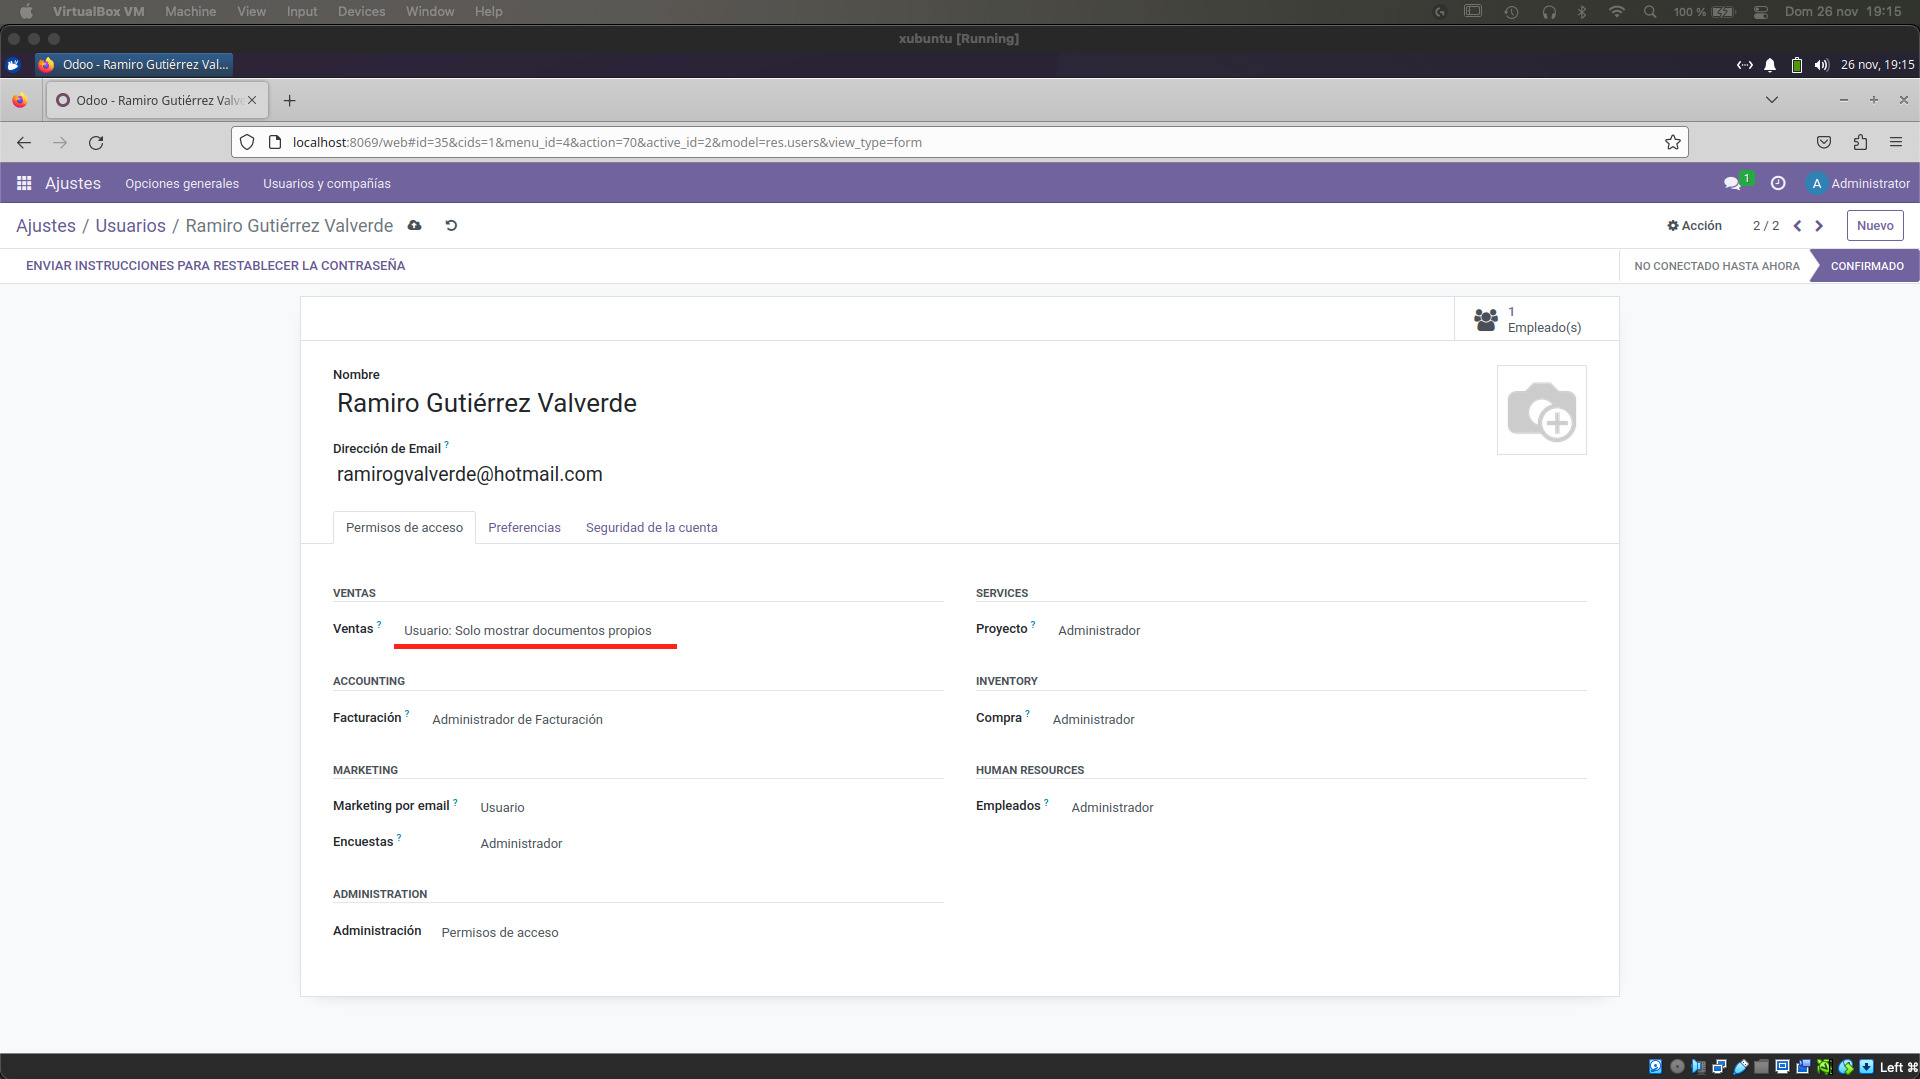 VirtualBox VM Machine View Input Devices Window Help 100 % Dom 26 nov 19:15
xubuntu [Running]
Odoo - Ramiro Gutiérrez Val... 26 nov, 19:15
Odoo - Ramiro Gutiérrez Valv
localhost:8069/web#id=35&cids=1&menu_id=4&action=70&active_id=2&model=res.users&view_type=form
Ajustes Opciones generales Usuarios y compañías 1 A Administrator
Ajustes / Usuarios / Ramiro Gutiérrez Valverde Acción 2 / 2 Nuevo
ENVIAR INSTRUCCIONES PARA RESTABLECER LA CONTRASEÑA NO CONECTADO HASTA AHORA CONFIRMADO
1
Empleado(s)
Nombre
Ramiro Gutiérrez Valverde
Dirección de Email ?
ramirogvalverde@hotmail.com
Permisos de acceso Preferencias Seguridad de la cuenta
VENTAS SERVICES
Ventas ? Usuario: Solo mostrar documentos propios Proyecto ? Administrador
ACCOUNTING INVENTORY
Facturación ? Administrador de Facturación Compra ? Administrador
MARKETING HUMAN RESOURCES
Marketing por email ? Usuario Empleados ? Administrador
Encuestas ? Administrador
ADMINISTRATION
Administración Permisos de acceso
Left ⌘